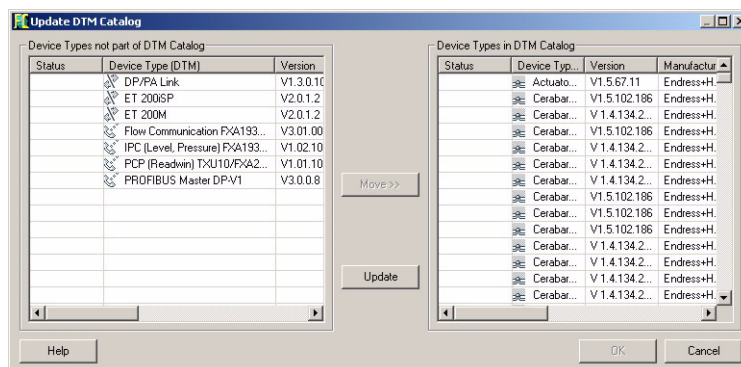 Update DTM Catalog
Device Types not part of DTM Catalog
Status Device Type (DTM) Version
DP/PA Link V1.3.0.10
ET 200iSP V2.0.1.2
ET 200M V2.0.1.2
Flow Communication FXA193... V3.01.00
IPC (Level, Pressure) FXA193... V1.02.10
PCP (Readwin) TXU10/FXA2... V1.01.10
PROFIBUS Master DP-V1 V3.0.0.8
Move >>
Update
Device Types in DTM Catalog
Status Device Typ... Version Manufactur
Actuato... V1.5.67.11 Endress+H.
Cerabar... V1.5.102.186 Endress+H.
Cerabar... V 1.4.134.2... Endress+H.
Cerabar... V1.5.102.186 Endress+H.
Cerabar... V 1.4.134.2... Endress+H.
Cerabar... V 1.4.134.2... Endress+H.
Cerabar... V 1.4.134.2... Endress+H.
Cerabar... V1.5.102.186 Endress+H.
Cerabar... V1.5.102.186 Endress+H.
Cerabar... V1.5.102.186 Endress+H.
Cerabar... V 1.4.134.2... Endress+H.
Cerabar... V 1.4.134.2... Endress+H.
Cerabar... V 1.4.134.2... Endress+H.
Cerabar... V 1.4.134.2... Endress+H.
Help
OK
Cancel